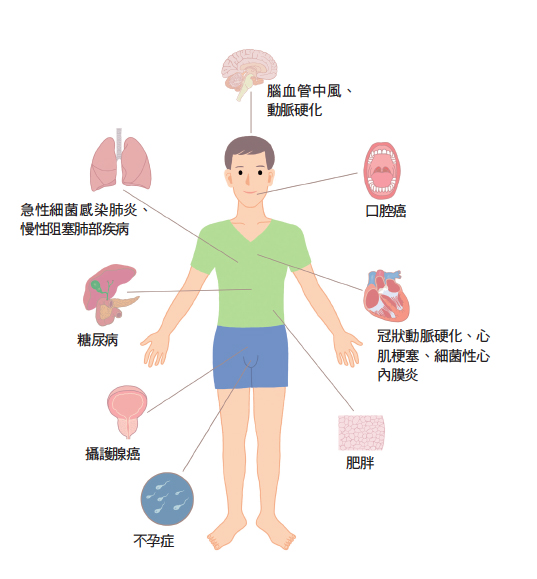 腦血管中風、
動脈硬化
口腔癌
急性細菌感染肺炎、
慢性阻塞肺部疾病
糖尿病
冠狀動脈硬化、心
肌梗塞、細菌性心
內膜炎
攝護腺癌
肥胖
不孕症